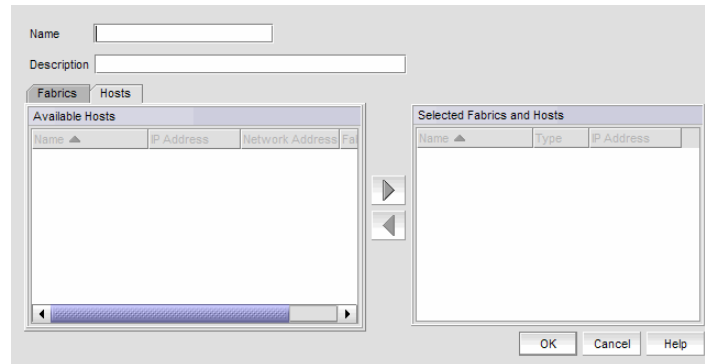 Name
Description
Fabrics Hosts
Available Hosts
Name IP Address Network Address Fal
Selected Fabrics and Hosts
Name Type IP Address
OK Cancel Help